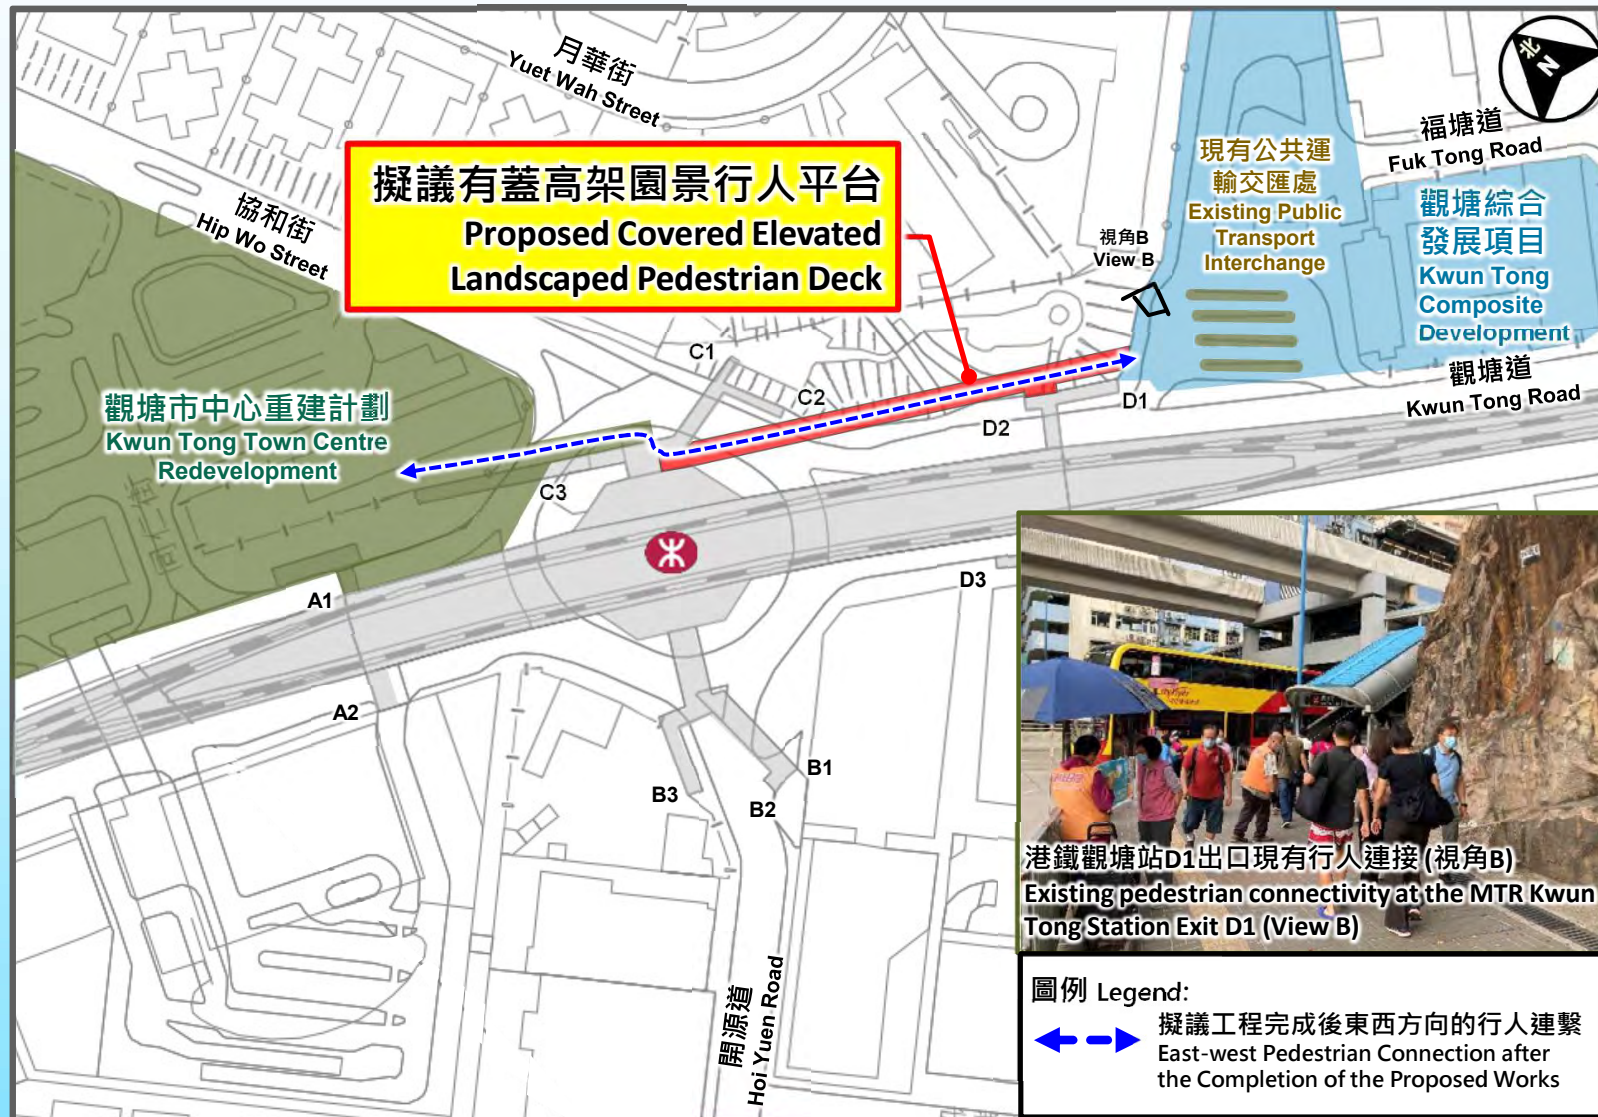 月華街
Yuet Wah Street
北
N
福塘道
Fuk Tong Road
擬議有蓋高架園景行人平台
Proposed Covered Elevated
Landscaped Pedestrian Deck
現有公共運
輸交匯處
Existing Public
Transport
Interchange
觀塘綜合
發展項目
Kwun Tong
Composite
Development
協和街
Hip Wo Street
視角B
View B
C1
C2
D2
D1
觀塘道
Kwun Tong Road
觀塘市中心重建計劃
Kwun Tong Town Centre
Redevelopment
C3
A1
D3
A2
B1
B3
B2
開源道
Hoi Yuen Road
港鐵觀塘站D1出口現有行人連接 (視角B)
Existing pedestrian connectivity at the MTR Kwun
Tong Station Exit D1 (View B)
圖例 Legend:
擬議工程完成後東西方向的行人連繫
East-west Pedestrian Connection after
the Completion of the Proposed Works